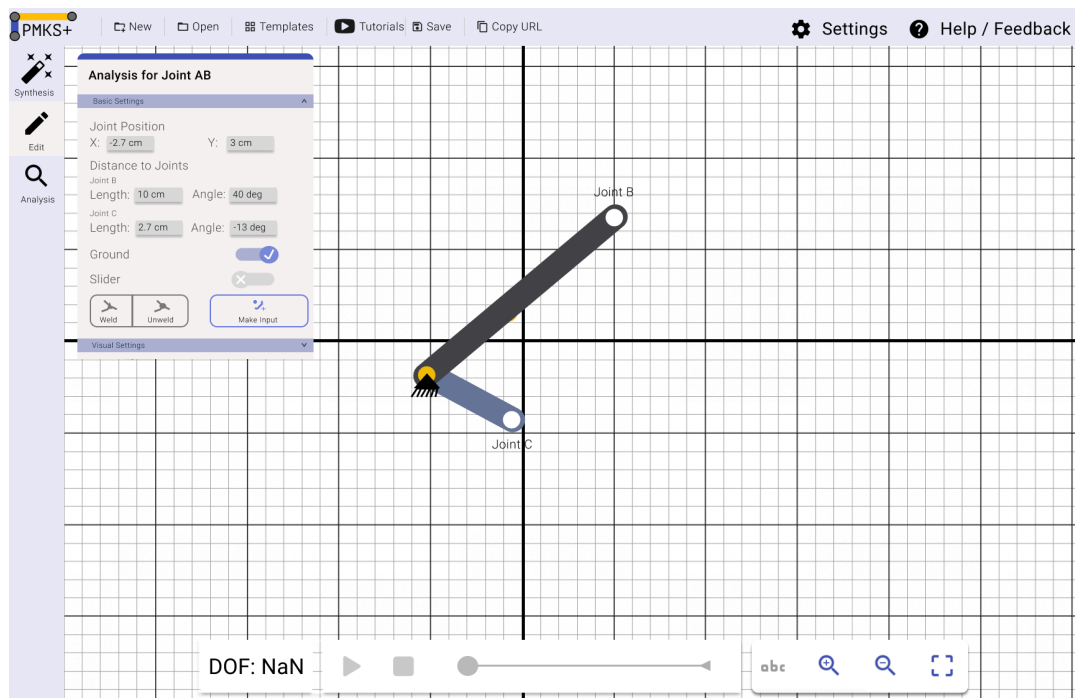 PMKS+ New Open Templates Tutorials Save Copy URL Settings Help / Feedback
Synthesis
Edit
Analysis
Analysis for Joint AB
Basic Settings
Joint Position
X: -2.7 cm Y: 3 cm
Distance to Joints
Joint B
Length: 10 cm Angle: 40 deg
Joint C
Length: 2.7 cm Angle: -13 deg
Ground
Slider
Weld Unweld Make Input
Visual Settings
Joint B
Joint C
DOF: NaN
abc